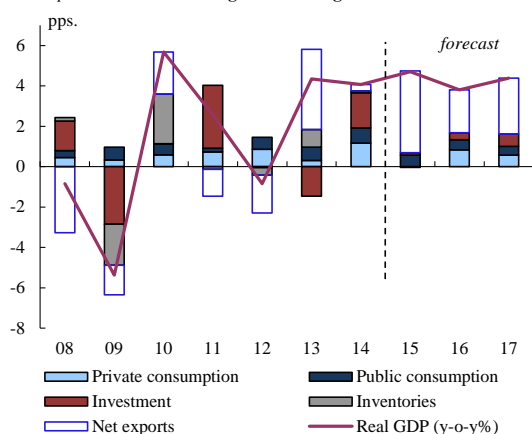 pps.
6
forecast
4
2
0
-2
-4
-6
-8
08 09 10 11 12 13 14 15 16 17
Private consumption Public consumption
Investment Inventories
Net exports Real GDP (y-o-y%)